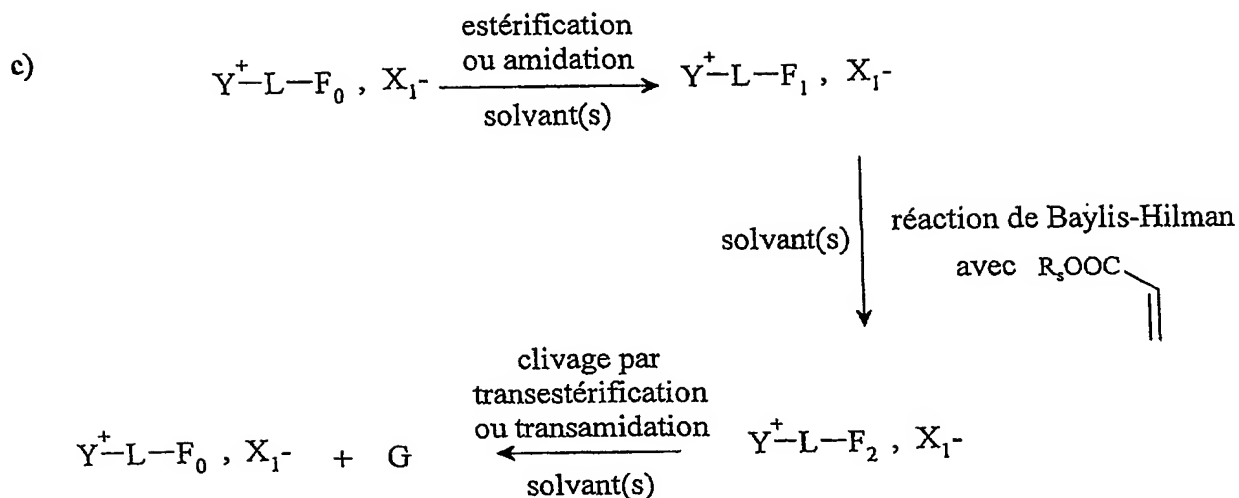 c)
estérification
ou amidation
Y⁺—L—F₀ , X₁⁻
Y⁺—L—F₁ , X₁⁻
solvant(s)
solvant(s)
réaction de Baylis-Hilman
avec RₛOOC
clivage par
transestérification
ou transamidation
Y⁺—L—F₀ , X₁⁻ + G
Y⁺—L—F₂ , X₁⁻
solvant(s)